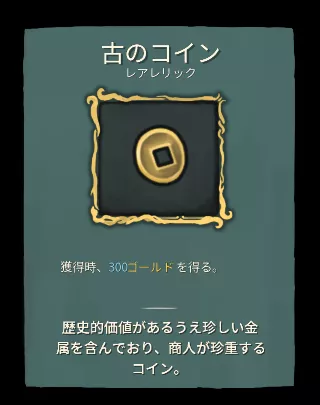 古のコイン
レアレリック
獲得時、300ゴールドを得る。
歴史的価値があるうえ珍しい金
属を含んでおり、商人が珍重する
コイン。